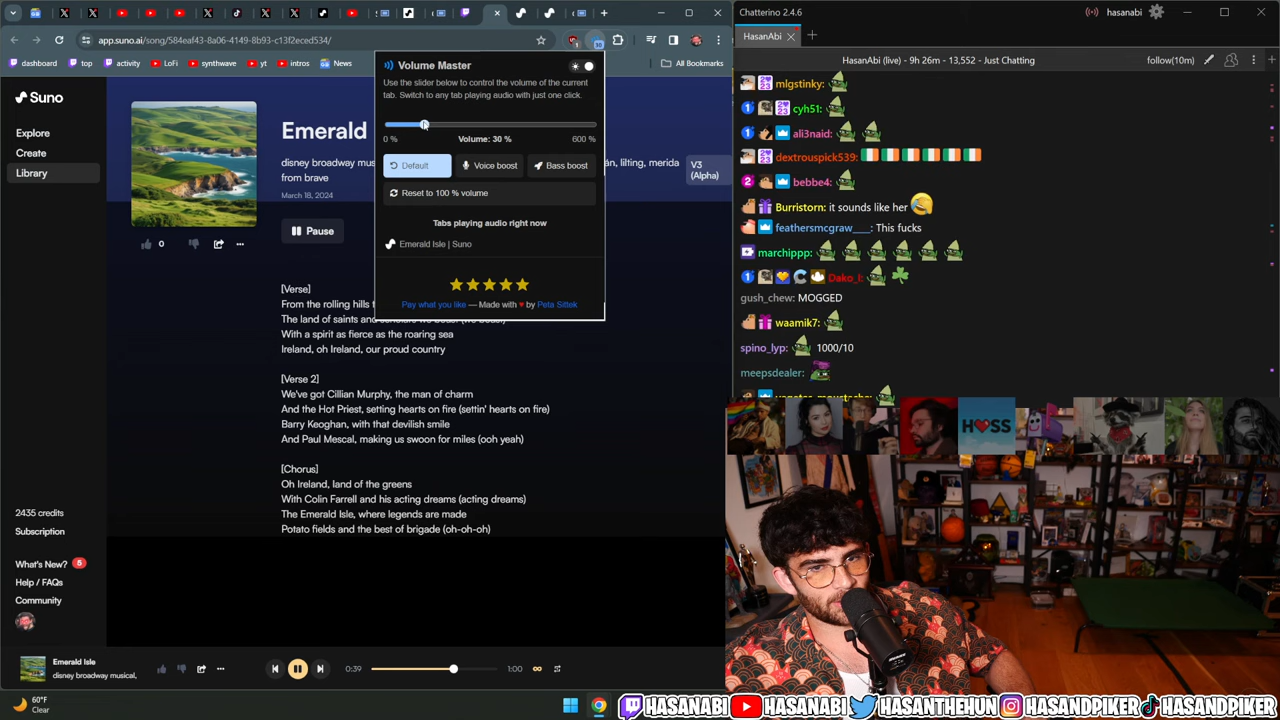 app.suno.ai/song/584eaf43-8a06-4149-8b93-c13f2eced534/
dashboard
top
activity
LoFi
synthwave
yt
intros
News
All Bookmarks
Suno
Explore
Create
Library
2435 credits
Subscription
What's New? 5
Help / FAQs
Community
Emerald
disney broadway mus
án, lilting, merida
from brave
V3
(Alpha)
March 18, 2024
Pause
0
[Verse]
From the rolling hills t
The land of saints and
With a spirit as fierce as the roaring sea
Ireland, oh Ireland, our proud country
[Verse 2]
We've got Cillian Murphy, the man of charm
And the Hot Priest, setting hearts on fire (settin' hearts on fire)
Barry Keoghan, with that devilish smile
And Paul Mescal, making us swoon for miles (ooh yeah)
[Chorus]
Oh Ireland, land of the greens
With Colin Farrell and his acting dreams (acting dreams)
The Emerald Isle, where legends are made
Potato fields and the best of brigade (oh-oh-oh)
Volume Master
Use the slider below to control the volume of the current
tab. Switch to any tab playing audio with just one click.
0 %
Volume: 30 %
600 %
Default
Voice boost
Bass boost
Reset to 100 % volume
Tabs playing audio right now
Emerald Isle | Suno
Pay what you like — Made with ♥ by Peta Sittek
Emerald Isle
disney broadway musical,
0:39
1:00
60°F
Clear
Chatterino 2.4.6
hasanabi
HasanAbi
HasanAbi (live) - 9h 26m - 13,552 - Just Chatting
follow(10m)
mlgstinky:
cyh51:
ali3naid:
dextrouspick539:
bebbe4:
Burristorn: it sounds like her
feathersmcgraw____: This fucks
marchippp:
Dako_I:
gush_chew: MOGGED
waamik7:
spino_lyp: 1000/10
meepsdealer:
HOSS
HASANABI
HASANABI
HASANTHEHUN
HASANDPIKER
HASANDPIKER